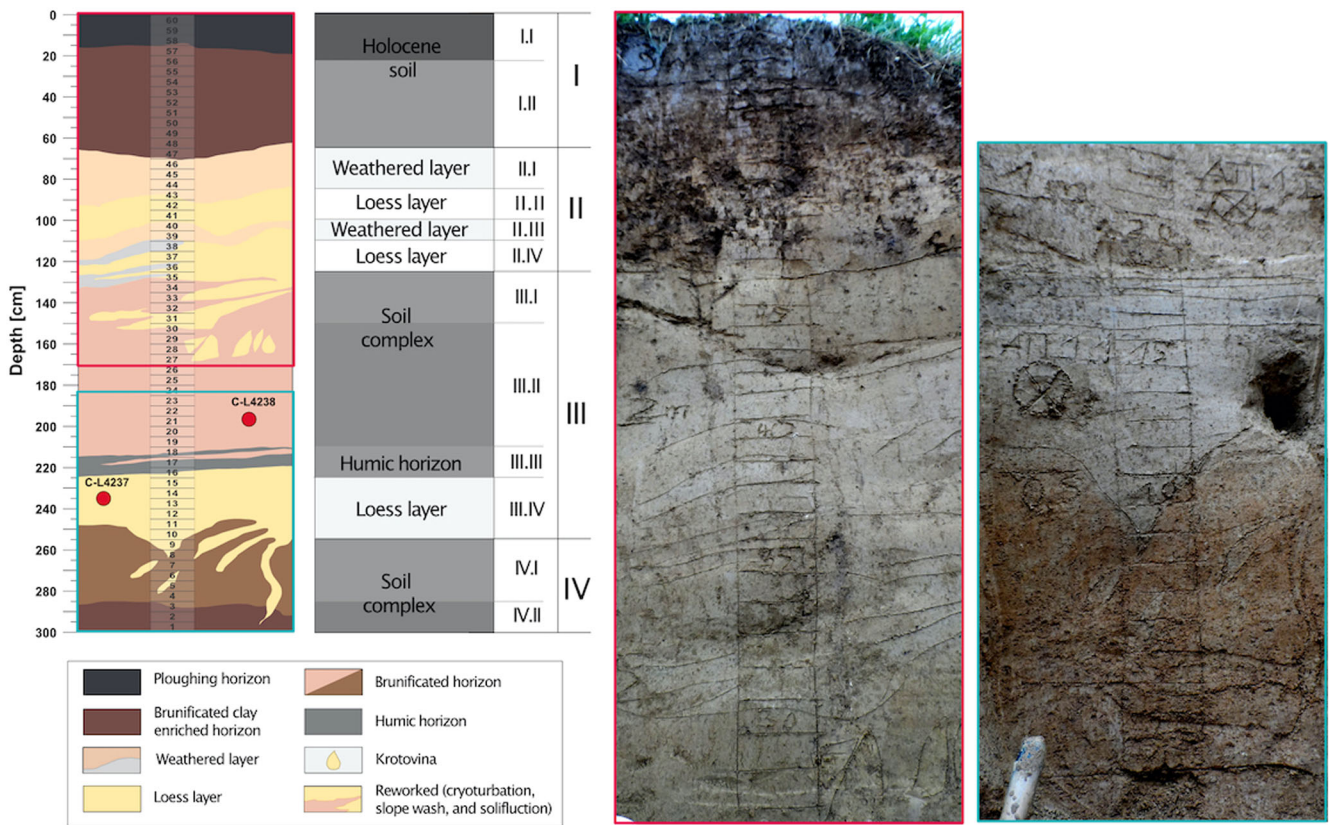 Depth [cm]
0
20
40
60
80
100
120
140
160
180
200
220
240
260
280
300
60
59
58
57
56
55
54
53
52
51
50
49
48
47
46
45
44
43
42
41
40
39
38
37
36
35
34
33
32
31
30
29
28
27
26
25
24
23
22
21
20
19
18
17
16
15
14
13
12
11
10
9
8
7
6
5
4
3
2
1
C-L4238
C-L4237
Holocene
soil
I.I
I.II
I
Weathered layer
II.I
Loess layer
II.II
Weathered layer
II.III
Loess layer
II.IV
II
Soil
complex
III.I
III.II
Humic horizon
III.III
Loess layer
III.IV
III
Soil
complex
IV.I
IV.II
IV
Ploughing horizon
Brunificated clay
enriched horizon
Weathered layer
Loess layer
Brunificated horizon
Humic horizon
Krotovina
Reworked (cryoturbation,
slope wash, and solifluction)
2m